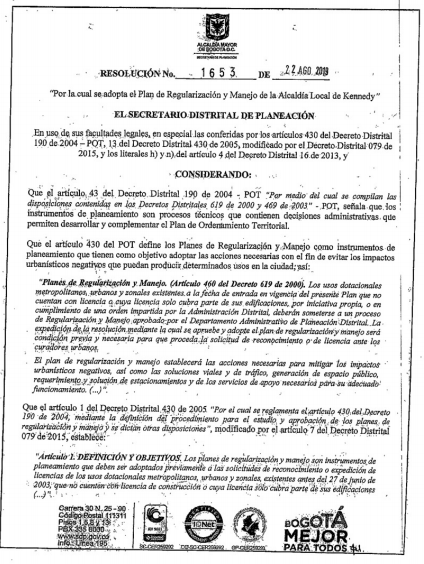 ALCALDÍA MAYOR
DE BOGOTÁ D.C.
SECRETARÍA DE PLANEACIÓN
RESOLUCIÓN No. 1653 DE 22 AGO 2019
"Por la cual se adopta el Plan de Regularización y Manejo de la Alcaldía Local de Kennedy"
EL SECRETARIO DISTRITAL DE PLANEACIÓN
En uso de sus facultades legales, en especial las conferidas por los artículos 430 del Decreto Distrital
190 de 2004 – POT, 13 del Decreto Distrital 430 de 2005, modificado por el Decreto Distrital 079 de
2015, y los literales h) y n) del artículo 4 del Decreto Distrital 16 de 2013, y
CONSIDERANDO:
Que el artículo 43 del Decreto Distrital 190 de 2004 - POT "Por medio del cual se compilan las
disposiciones contenidas en los Decretos Distritales 619 de 2000 y 469 de 2003" - POT, señala que los
instrumentos de planeamiento son procesos técnicos que contienen decisiones administrativas que
permiten desarrollar y complementar el Plan de Ordenamiento Territorial.
Que el artículo 430 del POT define los Planes de Regularización y Manejo como instrumentos de
planeamiento que tienen como objetivo adoptar las acciones necesarias con el fin de evitar los impactos
urbanísticos negativos que puedan producir determinados usos en la ciudad, así:
"Planes de Regularización y Manejo. (Artículo 460 del Decreto 619 de 2000). Los usos dotacionales
metropolitanos, urbanos y zonales existentes a la fecha de entrada en vigencia del presente Plan que no
cuentan con licencia o cuya licencia solo cubra parte de sus edificaciones, por iniciativa propia, o en
cumplimiento de una orden impartida por la Administración Distrital, deberán someterse a un proceso
de Regularización y Manejo aprobado por el Departamento Administrativo de Planeación Distrital. La
expedición de la resolución mediante la cual se apruebe y adopte el plan de regularización y manejo será
condición previa y necesaria para que proceda la solicitud de reconocimiento o de licencia ante los
curadores urbanos.
El plan de regularización y manejo establecerá las acciones necesarias para mitigar los impactos
urbanísticos negativos, así como las soluciones viales y de tráfico, generación de espacio público,
requerimiento y solución de estacionamientos y de los servicios de apoyo necesarios para su adecuado
funcionamiento. (...)"
Que el artículo 1 del Decreto Distrital 430 de 2005 "Por el cual se reglamenta el artículo 430 del Decreto
190 de 2004, mediante la definición del procedimiento para el estudio y aprobación de los planes de
regularización y manejo y se dictan otras disposiciones", modificado por el artículo 7 del Decreto Distrital
079 de 2015, establece:
"Artículo 1. DEFINICIÓN Y OBJETIVOS. Los planes de regularización y manejo son instrumentos de
planeamiento que deben ser adoptados previamente a las solicitudes de reconocimiento o expedición de
licencias de los usos dotacionales metropolitanos, urbanos y zonales, existentes antes del 27 de junio de
2003, que no cuenten con licencia de construcción o cuya licencia solo cubra parte de sus edificaciones
(...)".
Carrera 30 N. 25 - 90
Código Postal 111311
Pisos 1, 5, 8 y 13
PBX 335 8000
www.sdp.gov.co
Info.: Línea 195
IQNet
BOGOTÁ
MEJOR
PARA TODOS